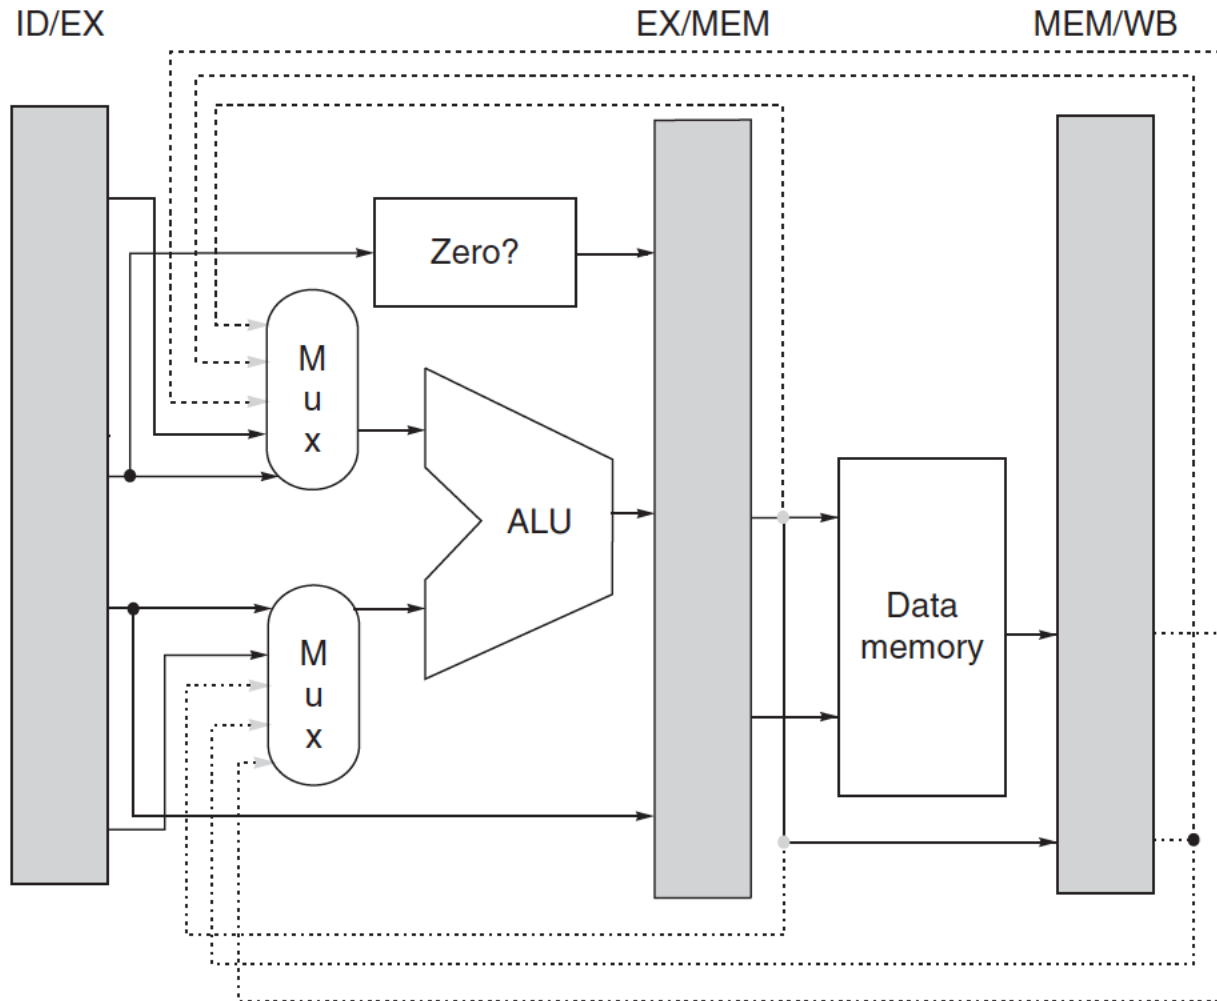 ID/EX
EX/MEM
MEM/WB
Zero?
M
u
x
ALU
M
u
x
Data
memory